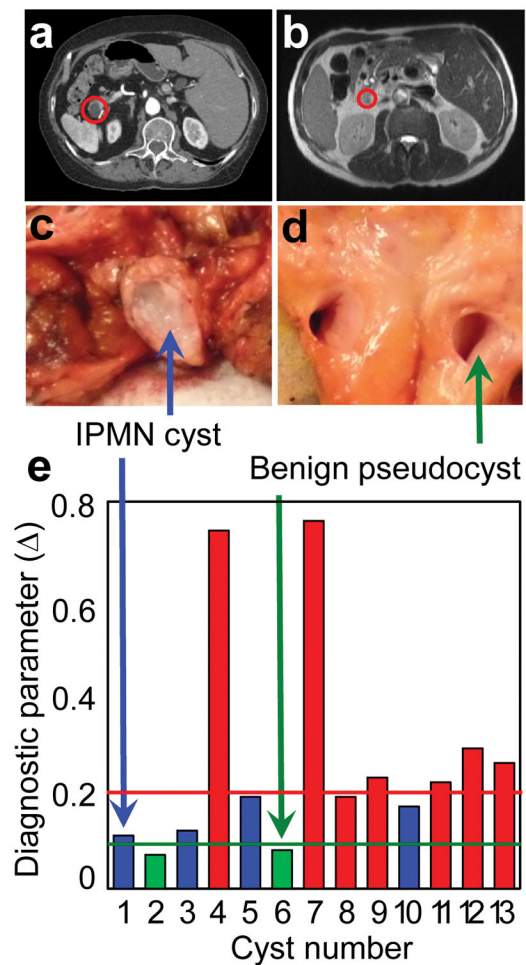 a
b
c
d
IPMN cyst
Benign pseudocyst
e
Diagnostic parameter (Δ)
0.8
0.6
0.4
0.2
0
1 2 3 4 5 6 7 8 9 10 11 12 13
Cyst number